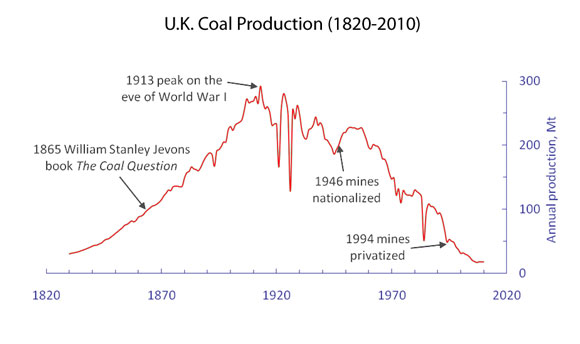 U.K. Coal Production (1820-2010)
1913 peak on the
eve of World War I
1865 William Stanley Jevons
book The Coal Question
1946 mines
nationalized
1994 mines
privatized
300
200
100
0
Annual production, Mt
1820
1870
1920
1970
2020